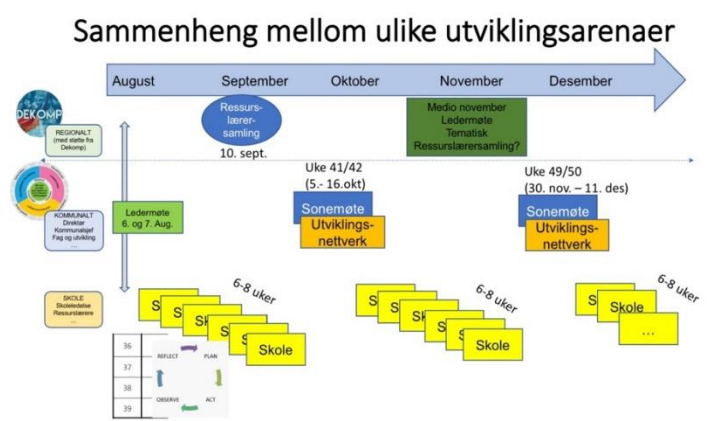 Sammenheng mellom ulike utviklingsarenaer
August September Oktober November Desember
DEKOMP
REGIONALT
(med støtte fra
Dekomp)
Ressurs-
lærer-
samling
10. sept.
Medio november
Ledermøte
Tematisk
Ressurslærersamling?
Uke 41/42
(5.- 16.okt)
Sonemøte
Utviklings-
nettverk
Uke 49/50
(30. nov. – 11. des)
Sonemøte
Utviklings-
nettverk
KOMMUNALT
Direktør
Kommunalsjef
Fag og utvikling
...
Ledermøte
6. og 7. Aug.
SKOLE
Skoleledelse
Ressurslærere
...
6-8 uker
S
S
Sk
S
S
Skole
6-8 uker
S
S
Sk
S
S
Skole
6-8 uker
S
Skole
...
36
37
38
39
REFLECT PLAN
OBSERVE ACT